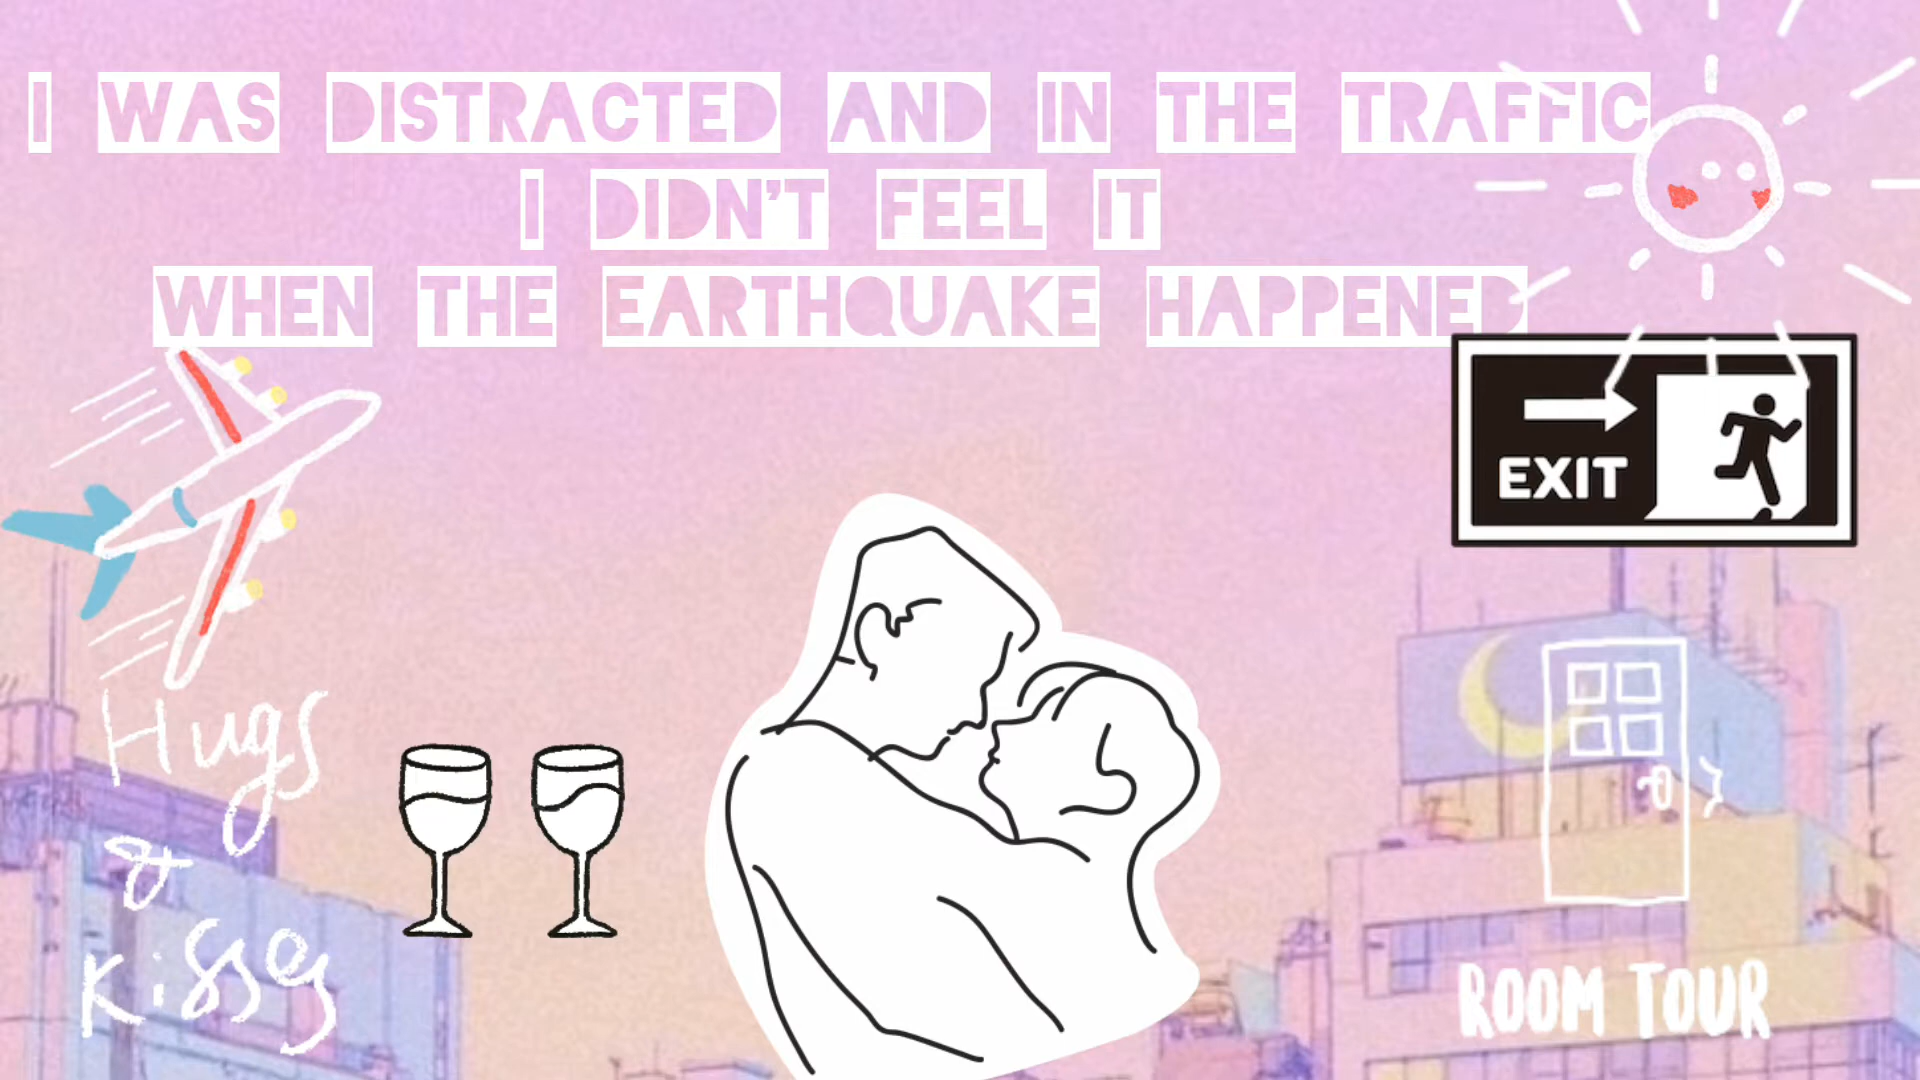 I WAS DISTRACTED AND IN THE TRAFFIC
I DIDN'T FEEL IT
WHEN THE EARTHQUAKE HAPPENED
EXIT
Hugs
&
Kisses
ROOM TOUR